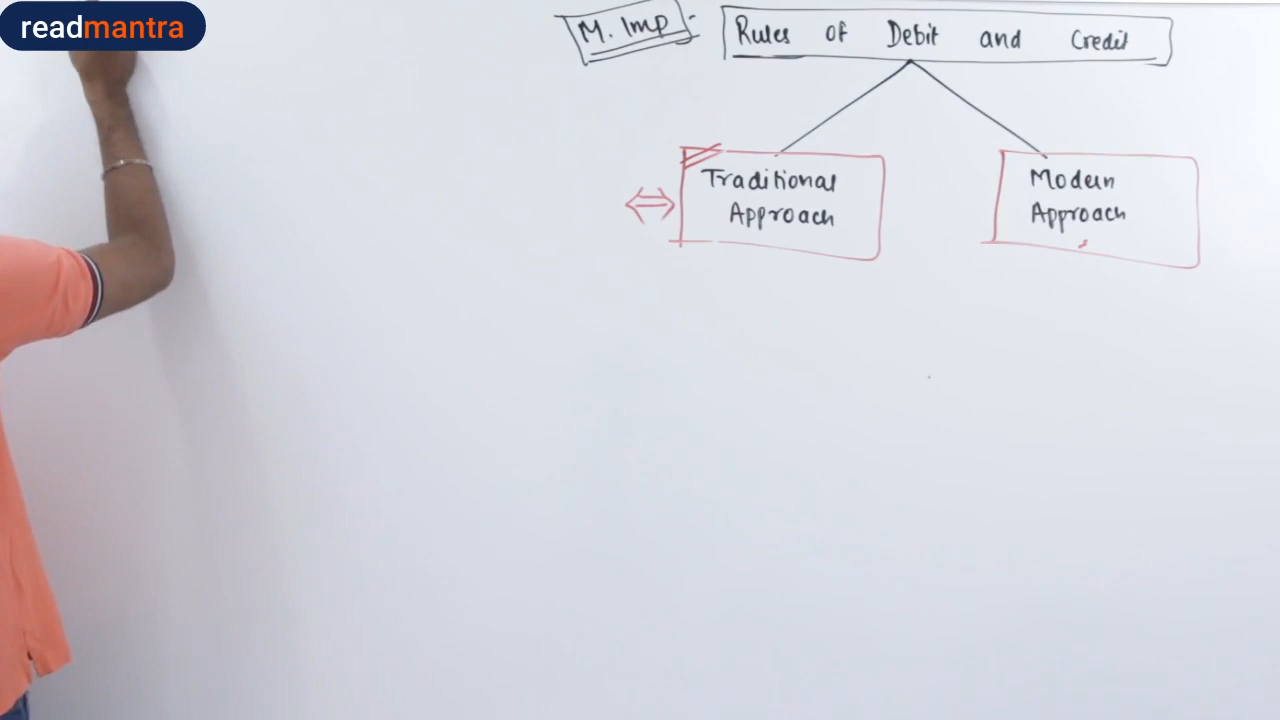 readmantra
M. Imp :-
Rules of Debit and Credit
Traditional
Approach
Modern
Approach